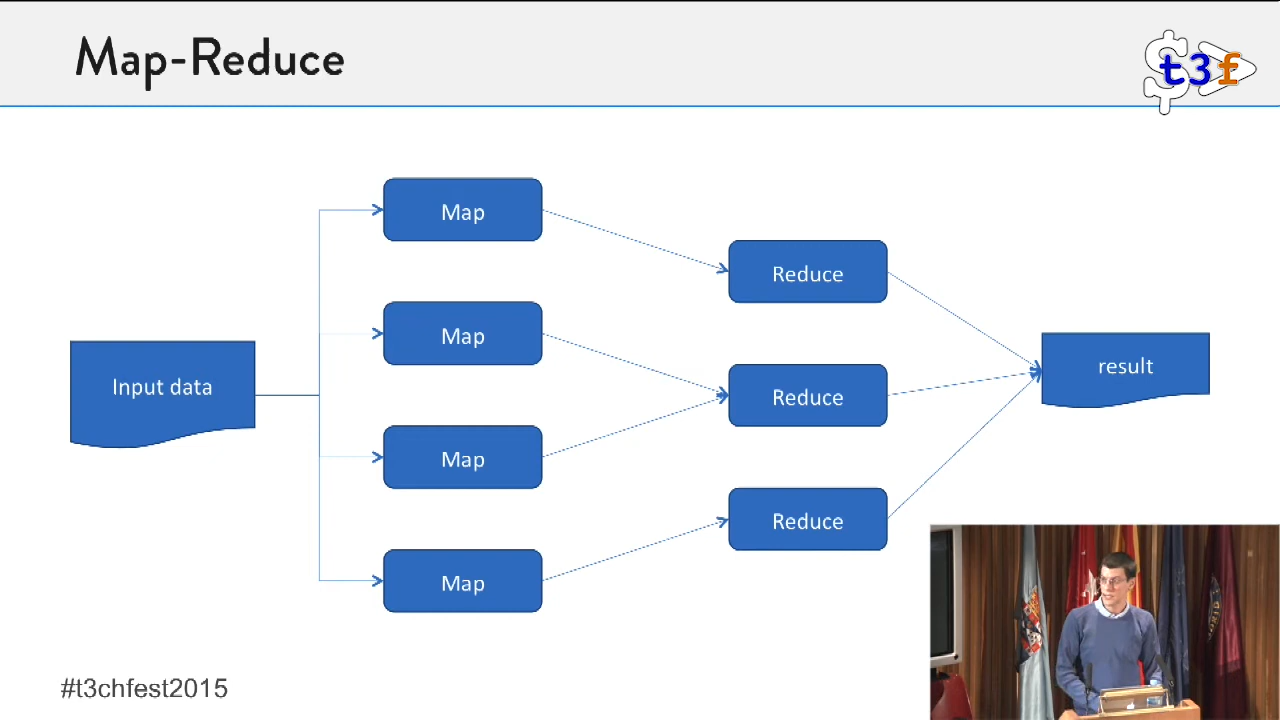 Map-Reduce
t3f
Input data
Map
Map
Map
Map
Reduce
Reduce
Reduce
result
#t3chfest2015